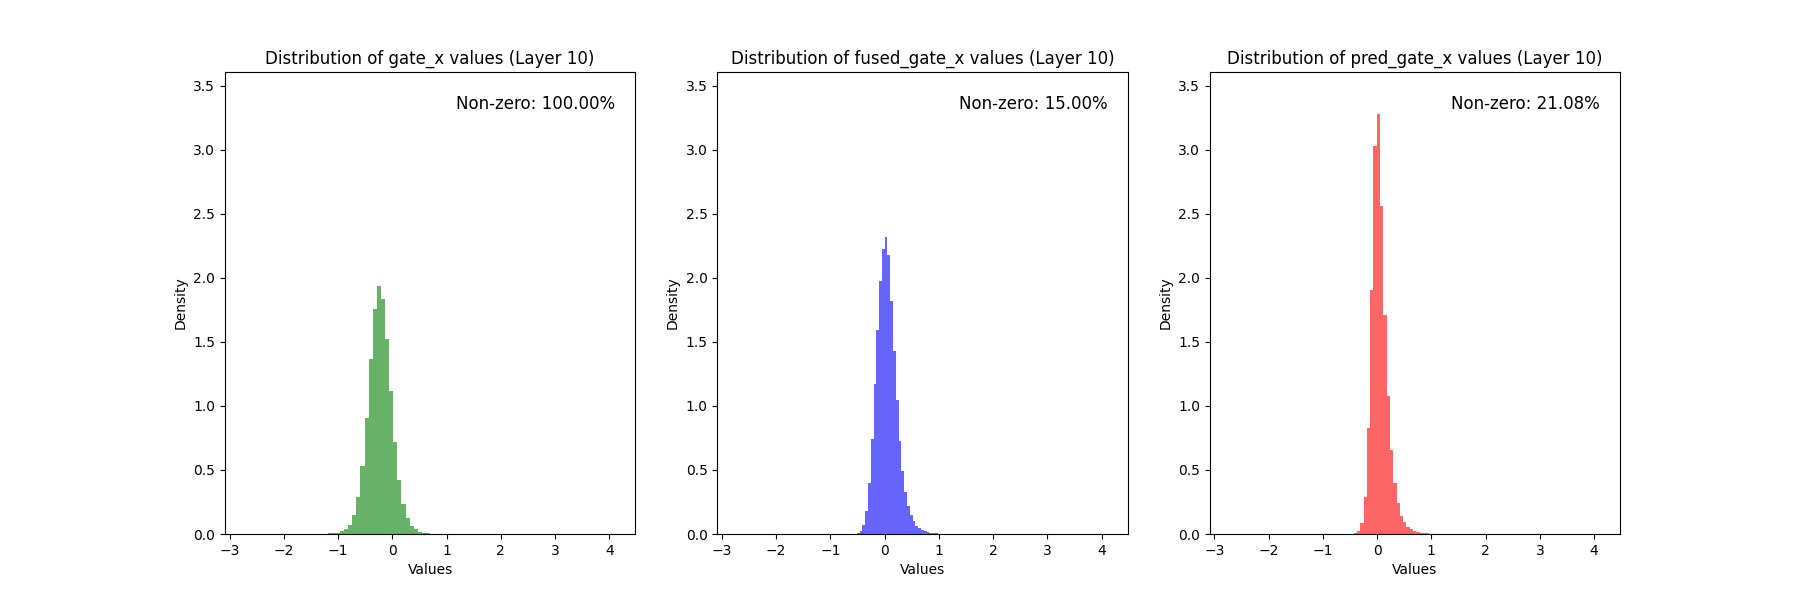 Distribution of gate_x values (Layer 10)
Non-zero: 100.00%
3.5
3.0
2.5
2.0
1.5
1.0
0.5
0.0
Density
−3 −2 −1 0 1 2 3 4
Values
Distribution of fused_gate_x values (Layer 10)
Non-zero: 15.00%
3.5
3.0
2.5
2.0
1.5
1.0
0.5
0.0
Density
−3 −2 −1 0 1 2 3 4
Values
Distribution of pred_gate_x values (Layer 10)
Non-zero: 21.08%
3.5
3.0
2.5
2.0
1.5
1.0
0.5
0.0
Density
−3 −2 −1 0 1 2 3 4
Values